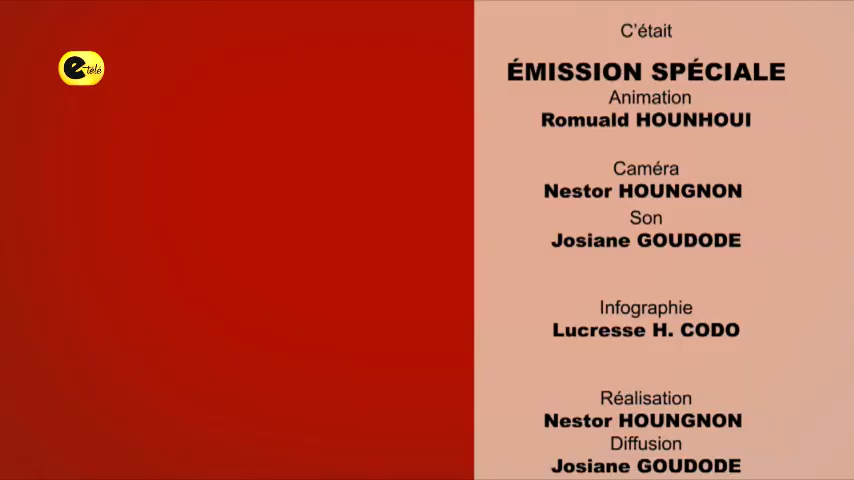 e télé
C'était
ÉMISSION SPÉCIALE
Animation
Romuald HOUNHOUI
Caméra
Nestor HOUNGNON
Son
Josiane GOUDODE
Infographie
Lucresse H. CODO
Réalisation
Nestor HOUNGNON
Diffusion
Josiane GOUDODE